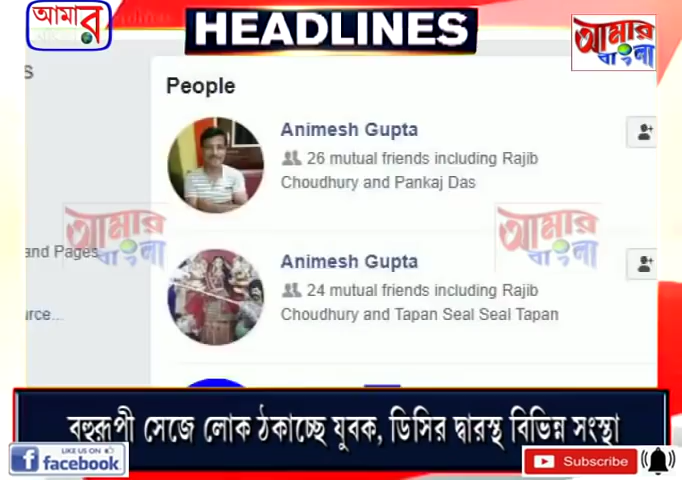 আমার
HEADLINES
আমার
বাংলা
People
Animesh Gupta
26 mutual friends including Rajib
Choudhury and Pankaj Das
আমার
বাংলা
আমার
বাংলা
and Pages
Animesh Gupta
24 mutual friends including Rajib
Choudhury and Tapan Seal Seal Tapan
urce...
বহুরূপী সেজে লোক ঠকাচ্ছে যুবক, ডিসির দ্বারস্থ বিভিন্ন সংস্থা
LIKE US ON
facebook
Subscribe